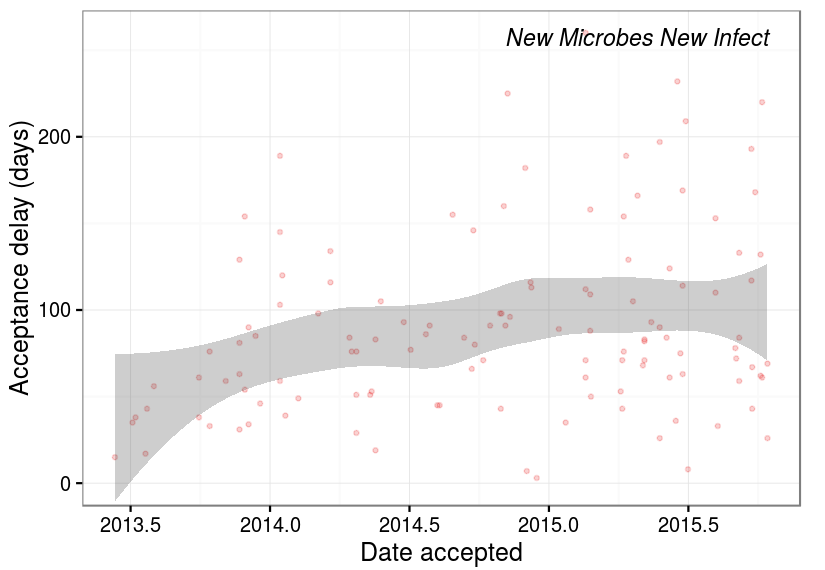 New Microbes New Infect
Acceptance delay (days)
200
100
0
2013.5 2014.0 2014.5 2015.0 2015.5
Date accepted